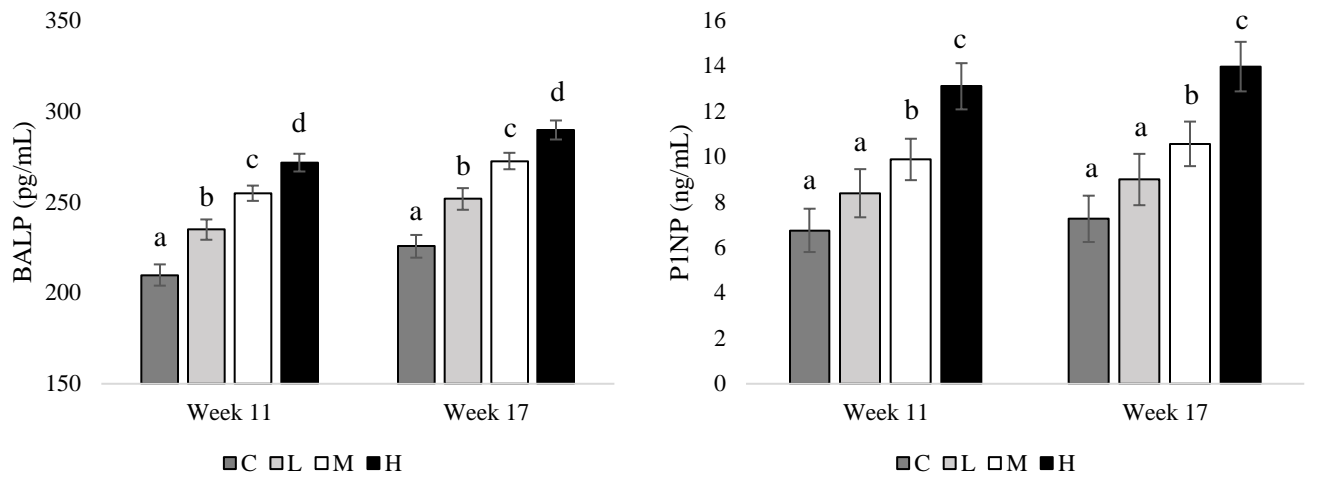 BALP (pg/mL)
350
300
250
200
150
a
b
c
d
a
b
c
d
Week 11
Week 17
C L M H
P1NP (ng/mL)
16
14
12
10
8
6
4
2
0
a
a
b
c
a
a
b
c
Week 11
Week 17
C L M H